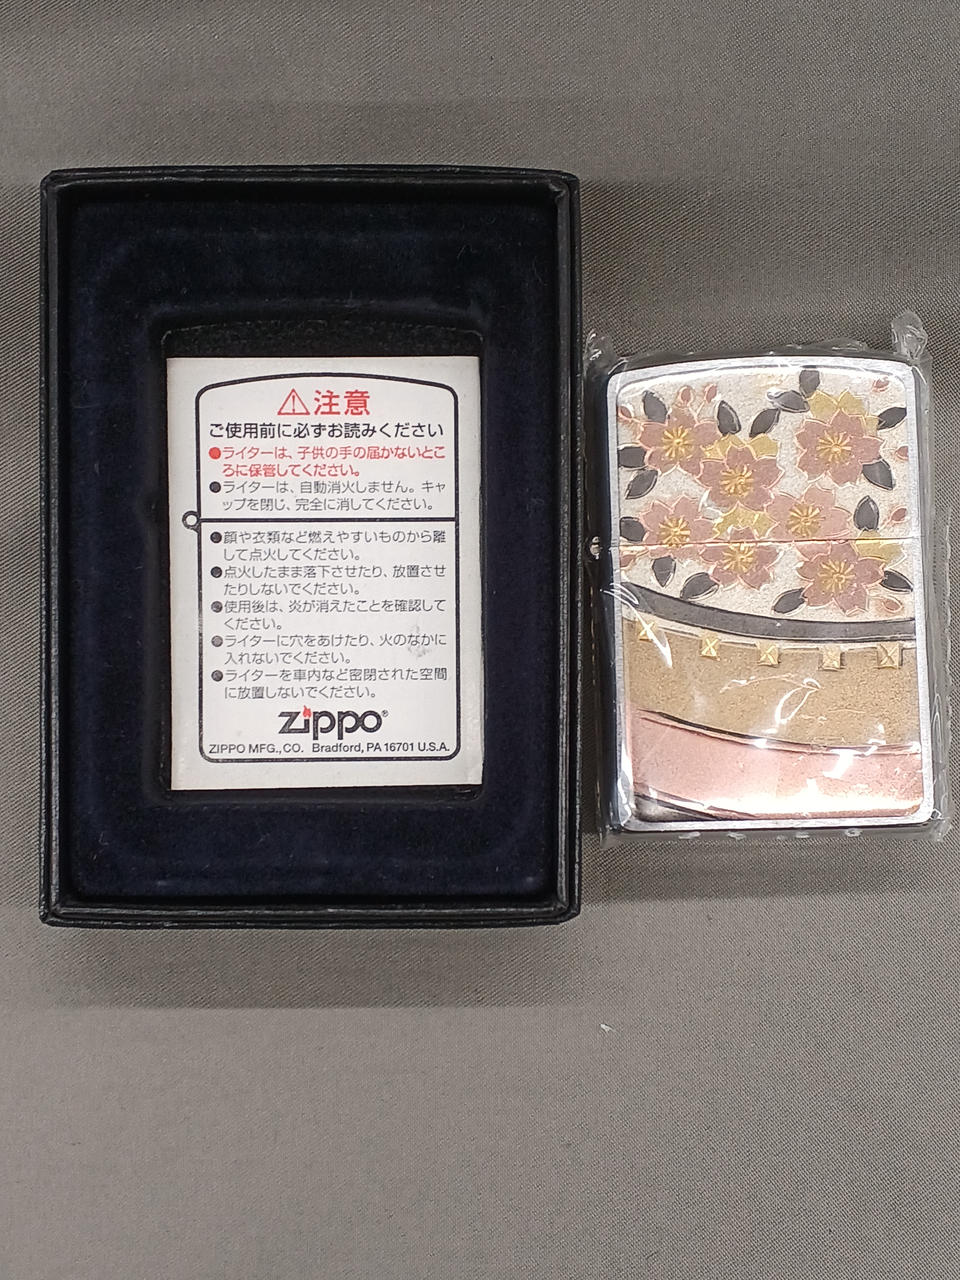 注意
ご使用前に必ずお読みください
●ライターは、子供の手の届かないとこ
ろに保管してください。
●ライターは、自動消火しません。キャ
ップを閉じ、完全に消してください。
●顔や衣類など燃えやすいものから離
して点火してください。
●点火したまま落下させたり、放置させ
たりしないでください。
●使用後は、炎が消えたことを確認して
ください。
●ライターに穴をあけたり、火のなかに
入れないでください。
●ライターを車内など密閉された空間
に放置しないでください。
Zippo®
ZIPPO MFG.,CO. Bradford, PA 16701 U.S.A.